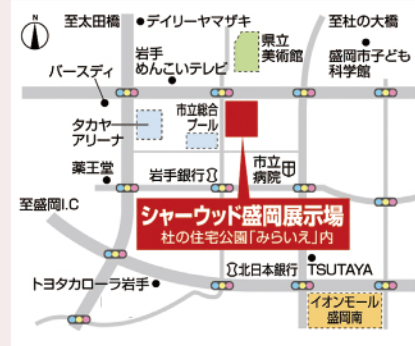 至太田橋
デイリーヤマザキ
至杜の大橋
N
県立
美術館
盛岡市子ども
科学館
岩手
めんこいテレビ
バースディ
市立総合
プール
タカヤ
アリーナ
薬王堂
岩手銀行
市立
病院
至盛岡I.C
シャーウッド盛岡展示場
杜の住宅公園「みらいえ」内
北日本銀行
TSUTAYA
トヨタカローラ岩手
イオンモール
盛岡南